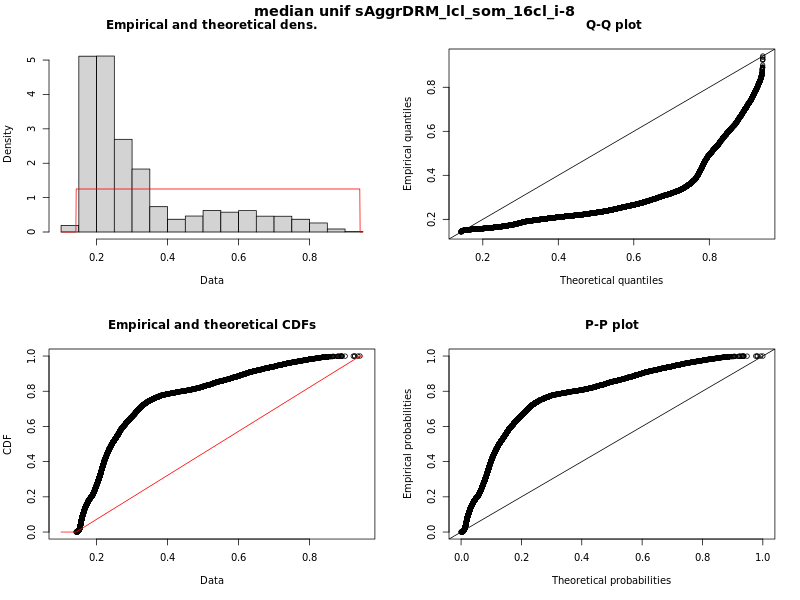 median unif sAggrDRM_lcl_som_16cl_i-8
Empirical and theoretical dens.
Density
0 1 2 3 4 5
0.2 0.4 0.6 0.8
Data
Q-Q plot
Empirical quantiles
0.2 0.4 0.6 0.8
0.2 0.4 0.6 0.8
Theoretical quantiles
Empirical and theoretical CDFs
CDF
0.0 0.2 0.4 0.6 0.8 1.0
0.2 0.4 0.6 0.8
Data
P-P plot
Empirical probabilities
0.0 0.2 0.4 0.6 0.8 1.0
0.0 0.2 0.4 0.6 0.8 1.0
Theoretical probabilities